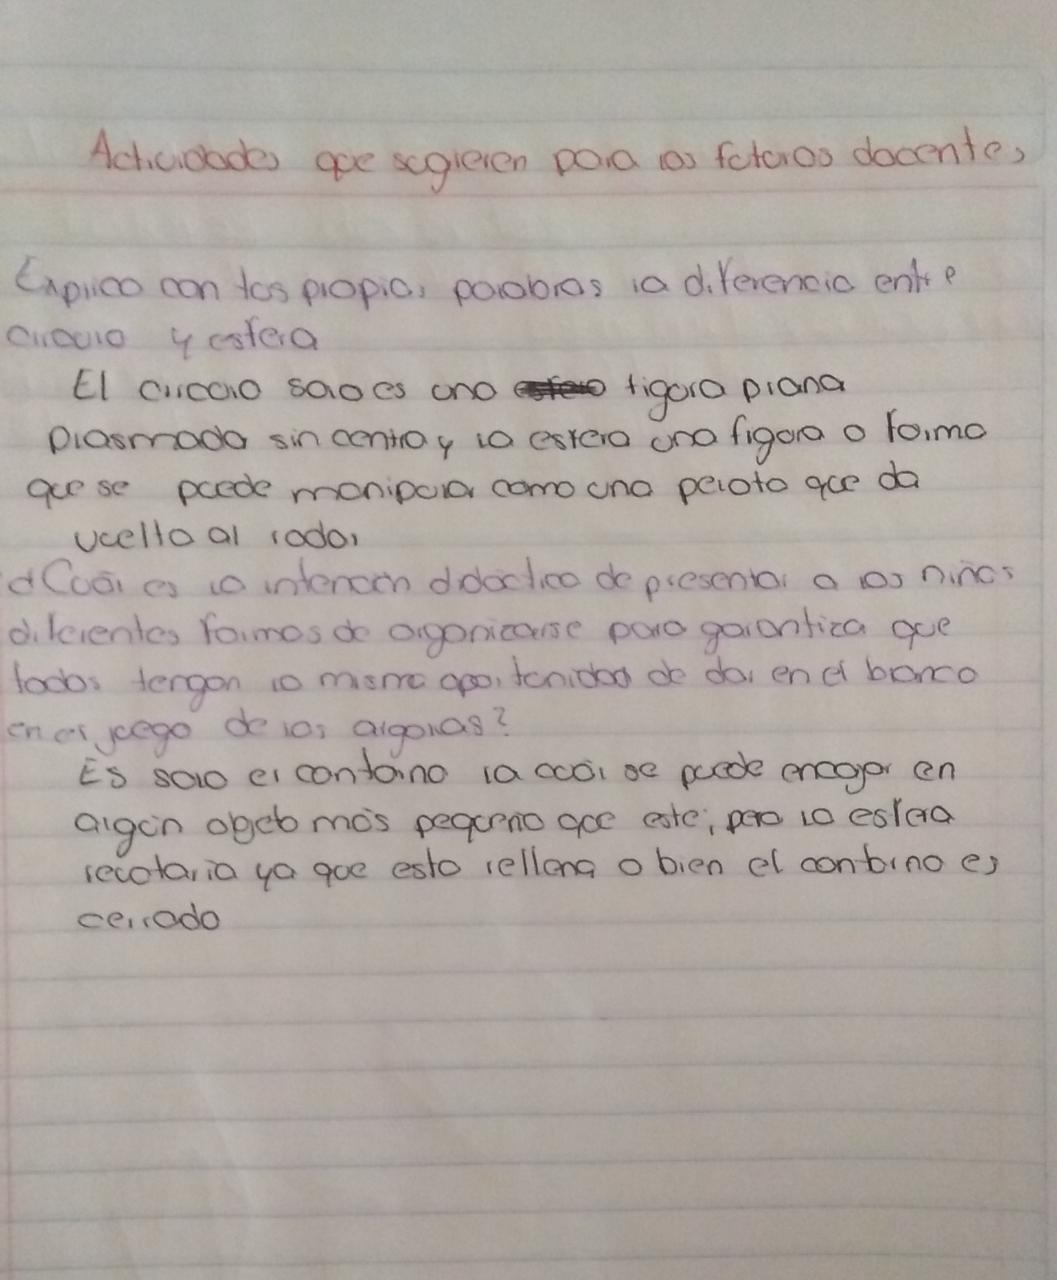 Actividades que sugieren para los futuros docentes
Explica con tus propias palabras la diferencia entre
circulo y esfera
El circulo solo es una figura plana
plasmada sin centro y la esfera una figura o forma
que se puede manipular como una pelota que da
vuelta al rodar
¿Cuál es la intención didáctica de presentar a los niños
diferentes formas de organizarse para garantiza que
todos tengan la misma oportunidad de dar en el blanco
en el juego de las argollas?
Es solo el contorno la cuál se puede encajar en
algún objeto más pequeño que este; pero la esfera
rebotaría ya que esta rellena o bien el contorno es
cerrado